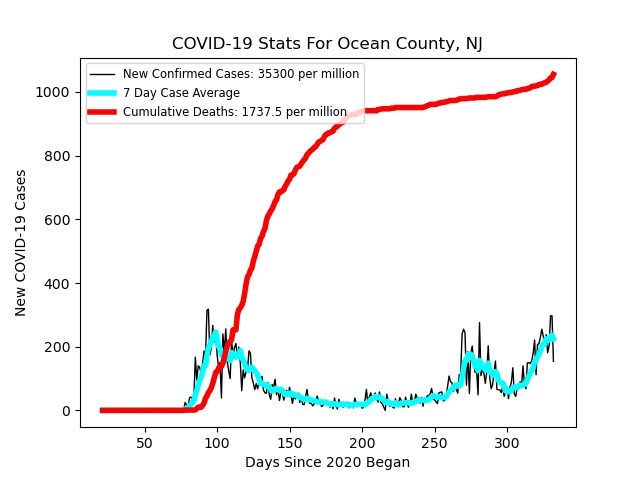 COVID-19 Stats For Ocean County, NJ
New Confirmed Cases: 35300 per million
7 Day Case Average
Cumulative Deaths: 1737.5 per million
New COVID-19 Cases
1000
800
600
400
200
0
50 100 150 200 250 300
Days Since 2020 Began